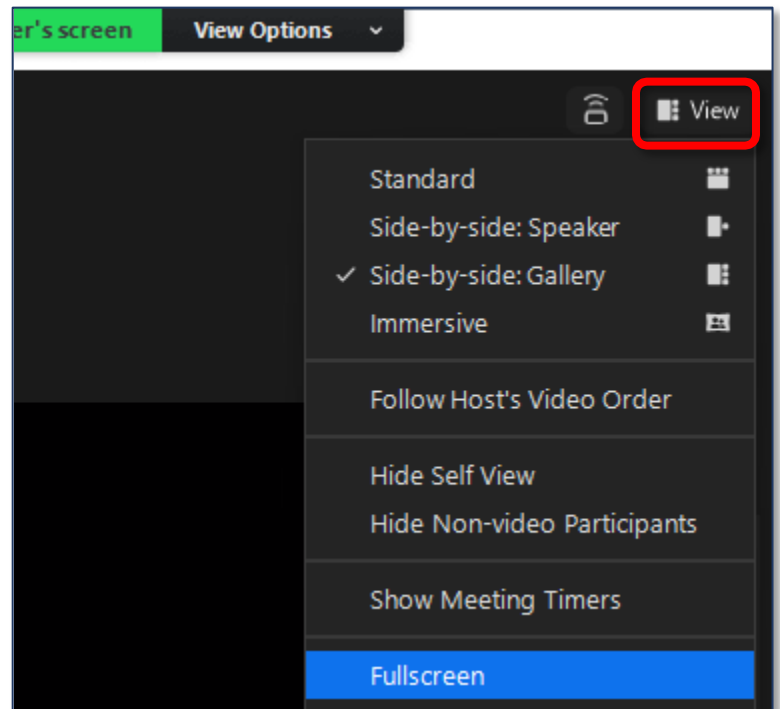 er's screen View Options
View
Standard
Side-by-side: Speaker
Side-by-side: Gallery
Immersive
Follow Host's Video Order
Hide Self View
Hide Non-video Participants
Show Meeting Timers
Fullscreen